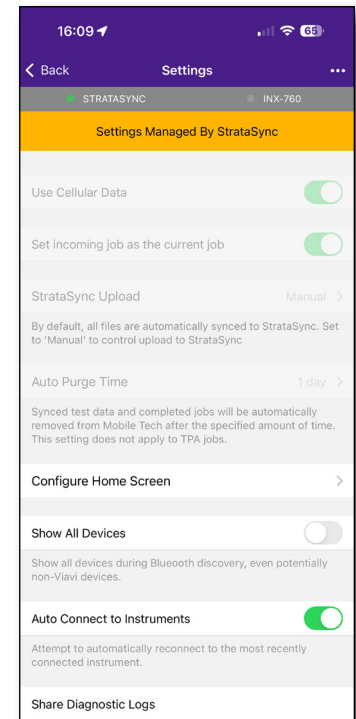 16:09
65
Back
Settings
...
STRATASYNC
INX-760
Settings Managed By StrataSync
Use Cellular Data
Set incoming job as the current job
StrataSync Upload
Manual
By default, all files are automatically synced to StrataSync. Set
to 'Manual' to control upload to StrataSync
Auto Purge Time
1 day
Synced test data and completed jobs will be automatically
removed from Mobile Tech after the specified amount of time.
This setting does not apply to TPA jobs.
Configure Home Screen
Show All Devices
Show all devices during Blueooth discovery, even potentially
non-Viavi devices.
Auto Connect to Instruments
Attempt to automatically reconnect to the most recently
connected instrument.
Share Diagnostic Logs